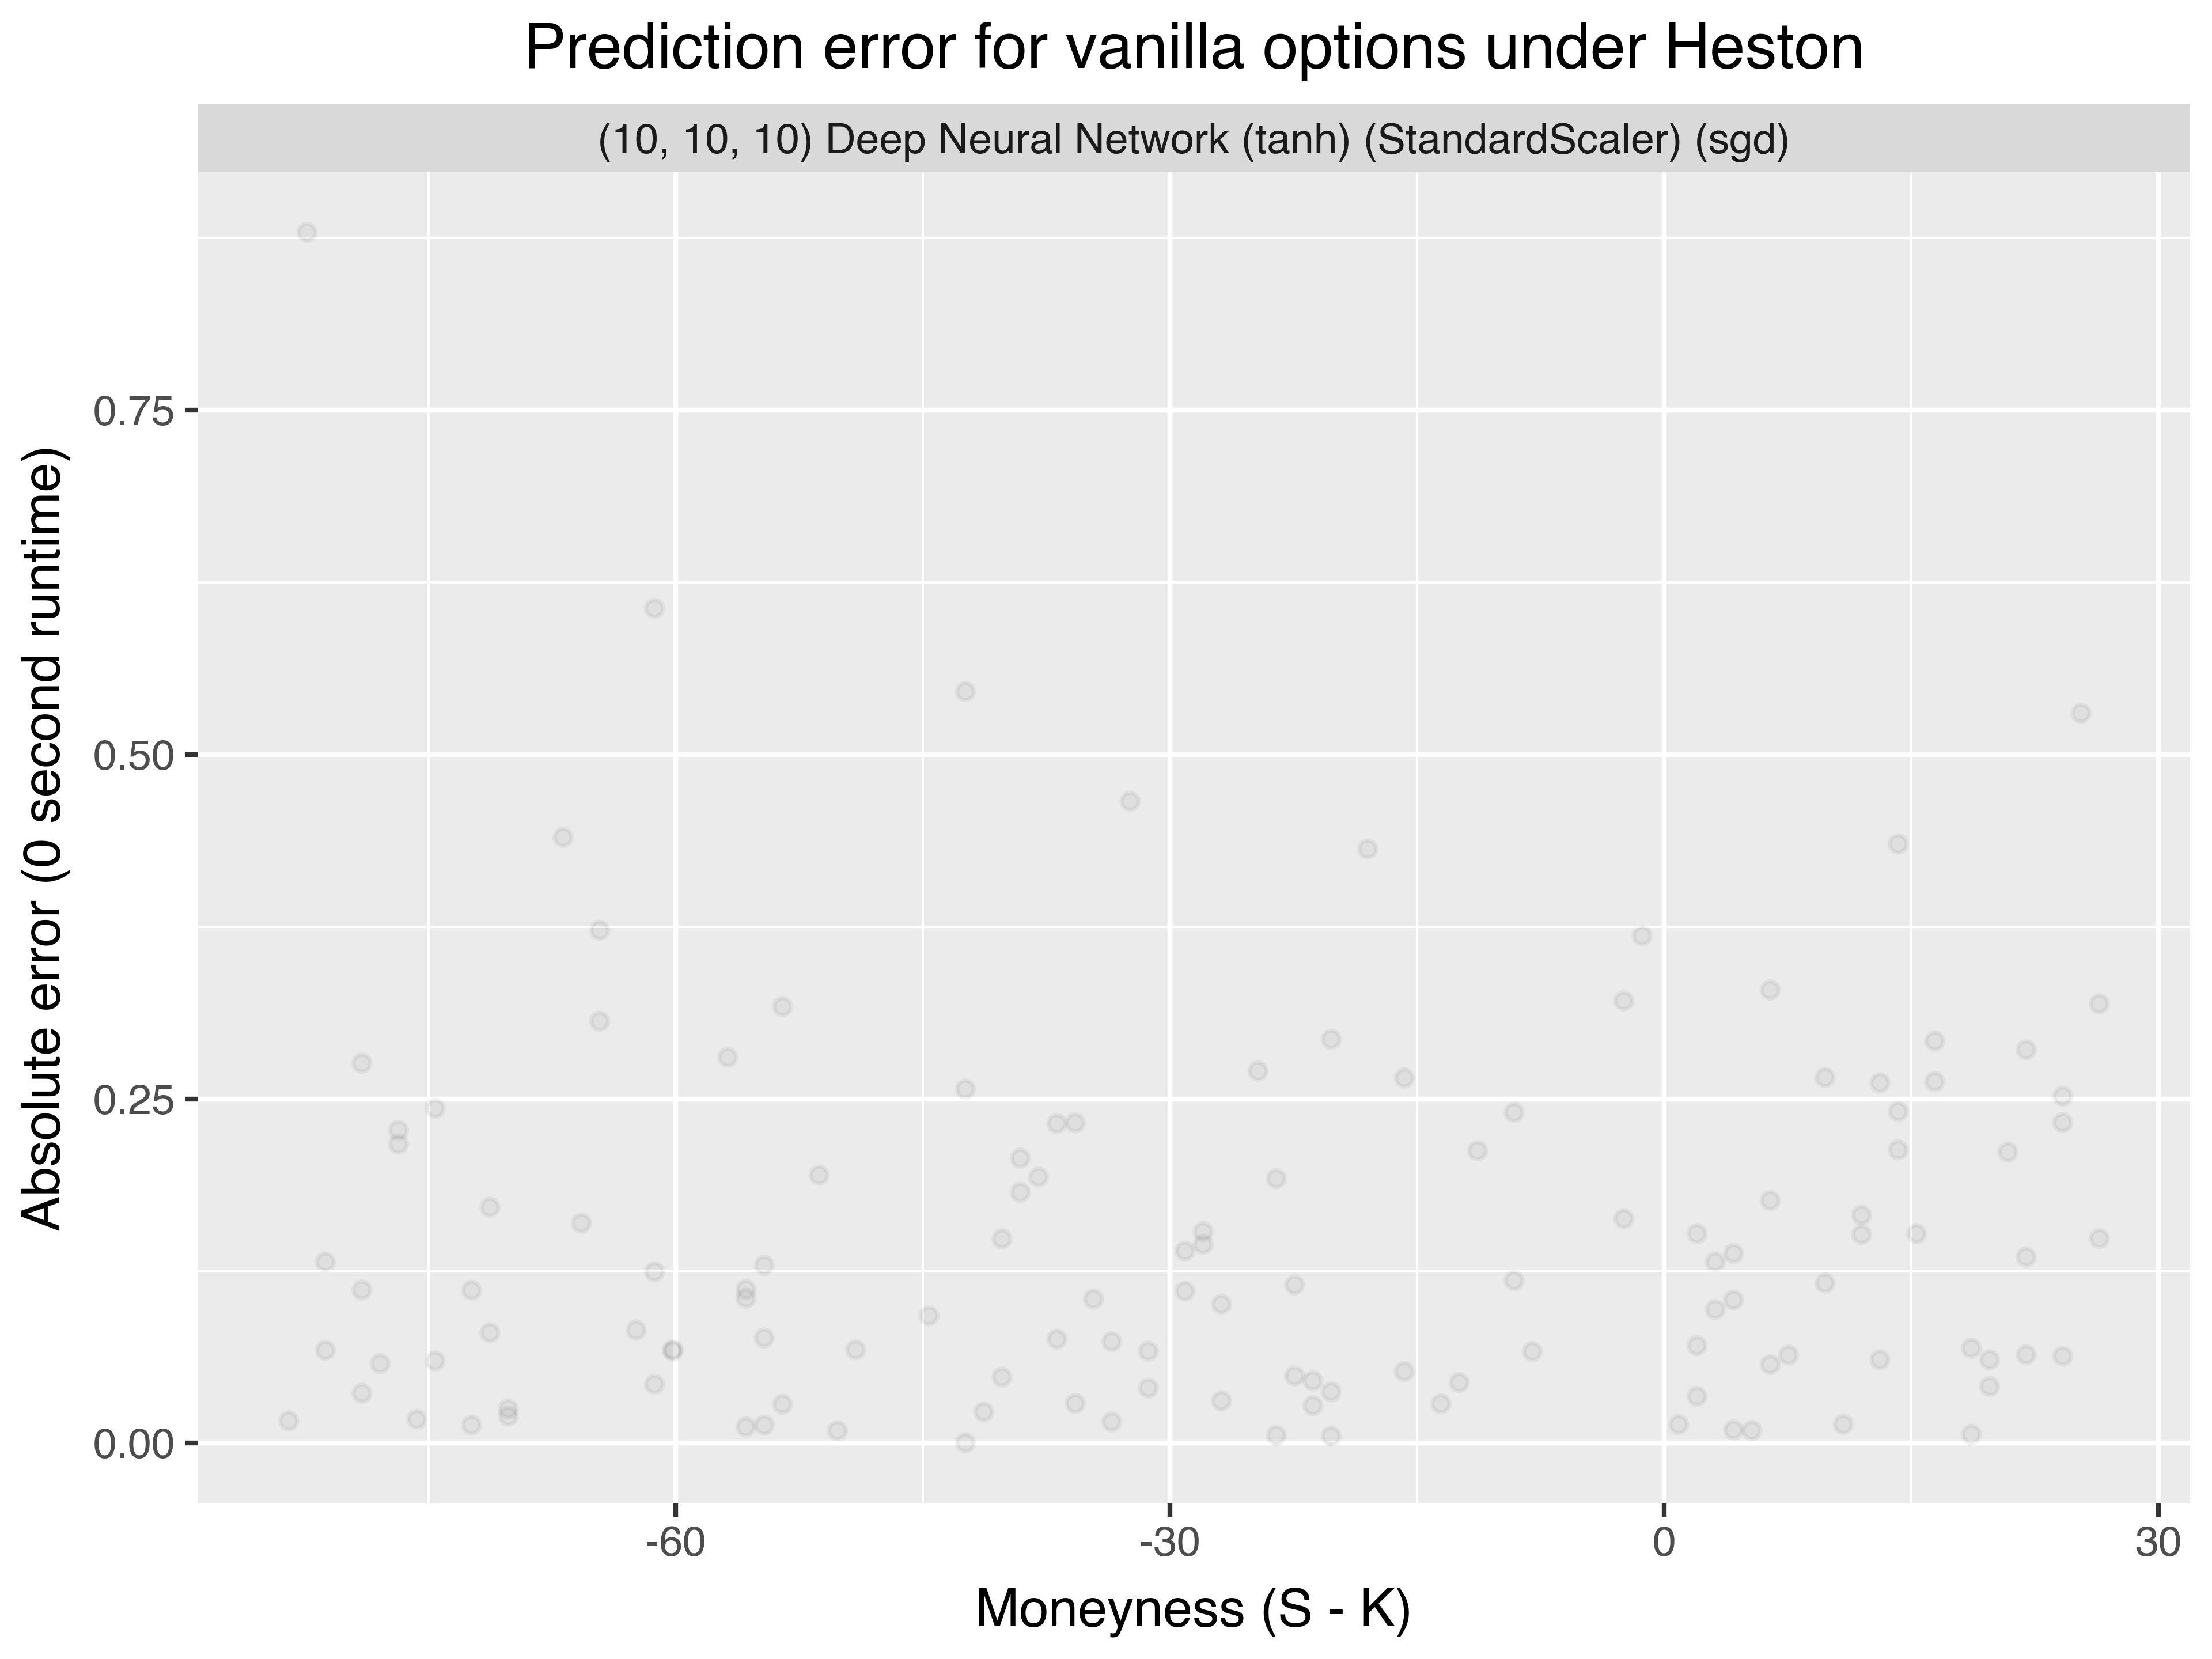 Prediction error for vanilla options under Heston
(10, 10, 10) Deep Neural Network (tanh) (StandardScaler) (sgd)
Absolute error (0 second runtime)
0.75
0.50
0.25
0.00
-60
-30
0
30
Moneyness (S - K)